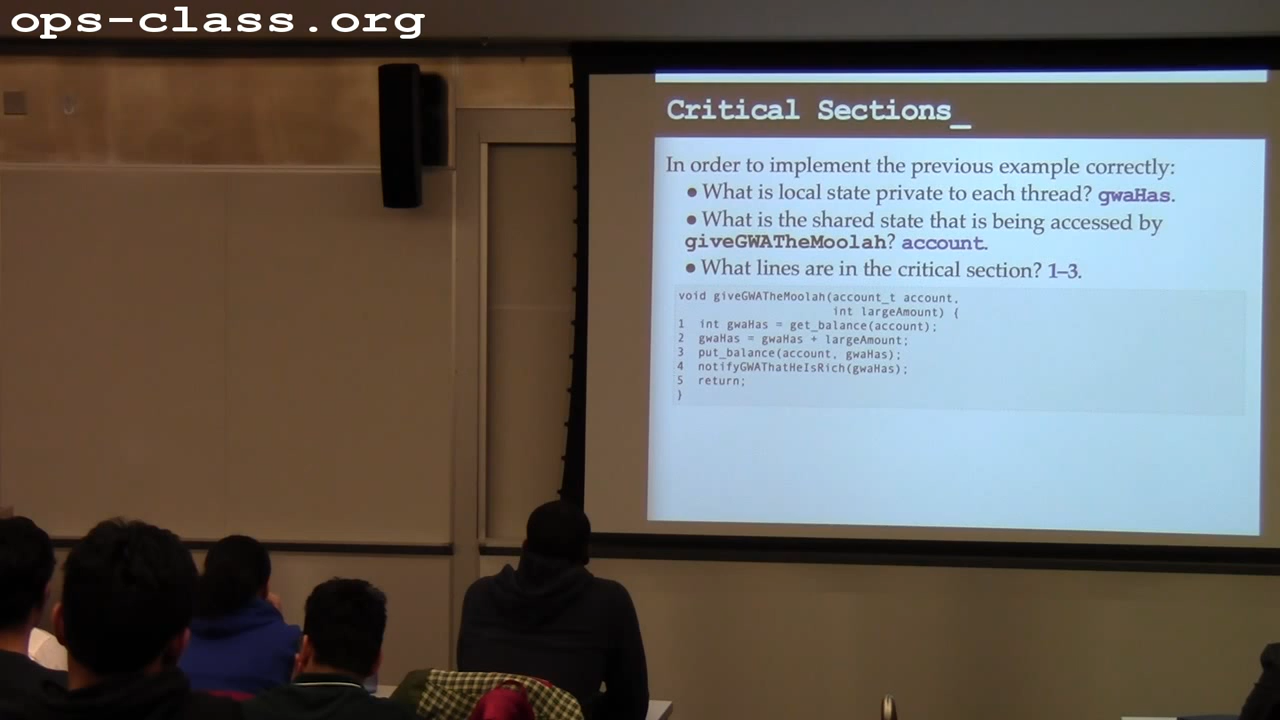 ops-class.org
Critical Sections_
In order to implement the previous example correctly:
● What is local state private to each thread? gwaHas.
● What is the shared state that is being accessed by
giveGWATheMoolah? account.
● What lines are in the critical section? 1–3.
void giveGWATheMoolah(account_t account,
int largeAmount) {
1 int gwaHas = get_balance(account);
2 gwaHas = gwaHas + largeAmount;
3 put_balance(account, gwaHas);
4 notifyGWAThatHeIsRich(gwaHas);
5 return;
}